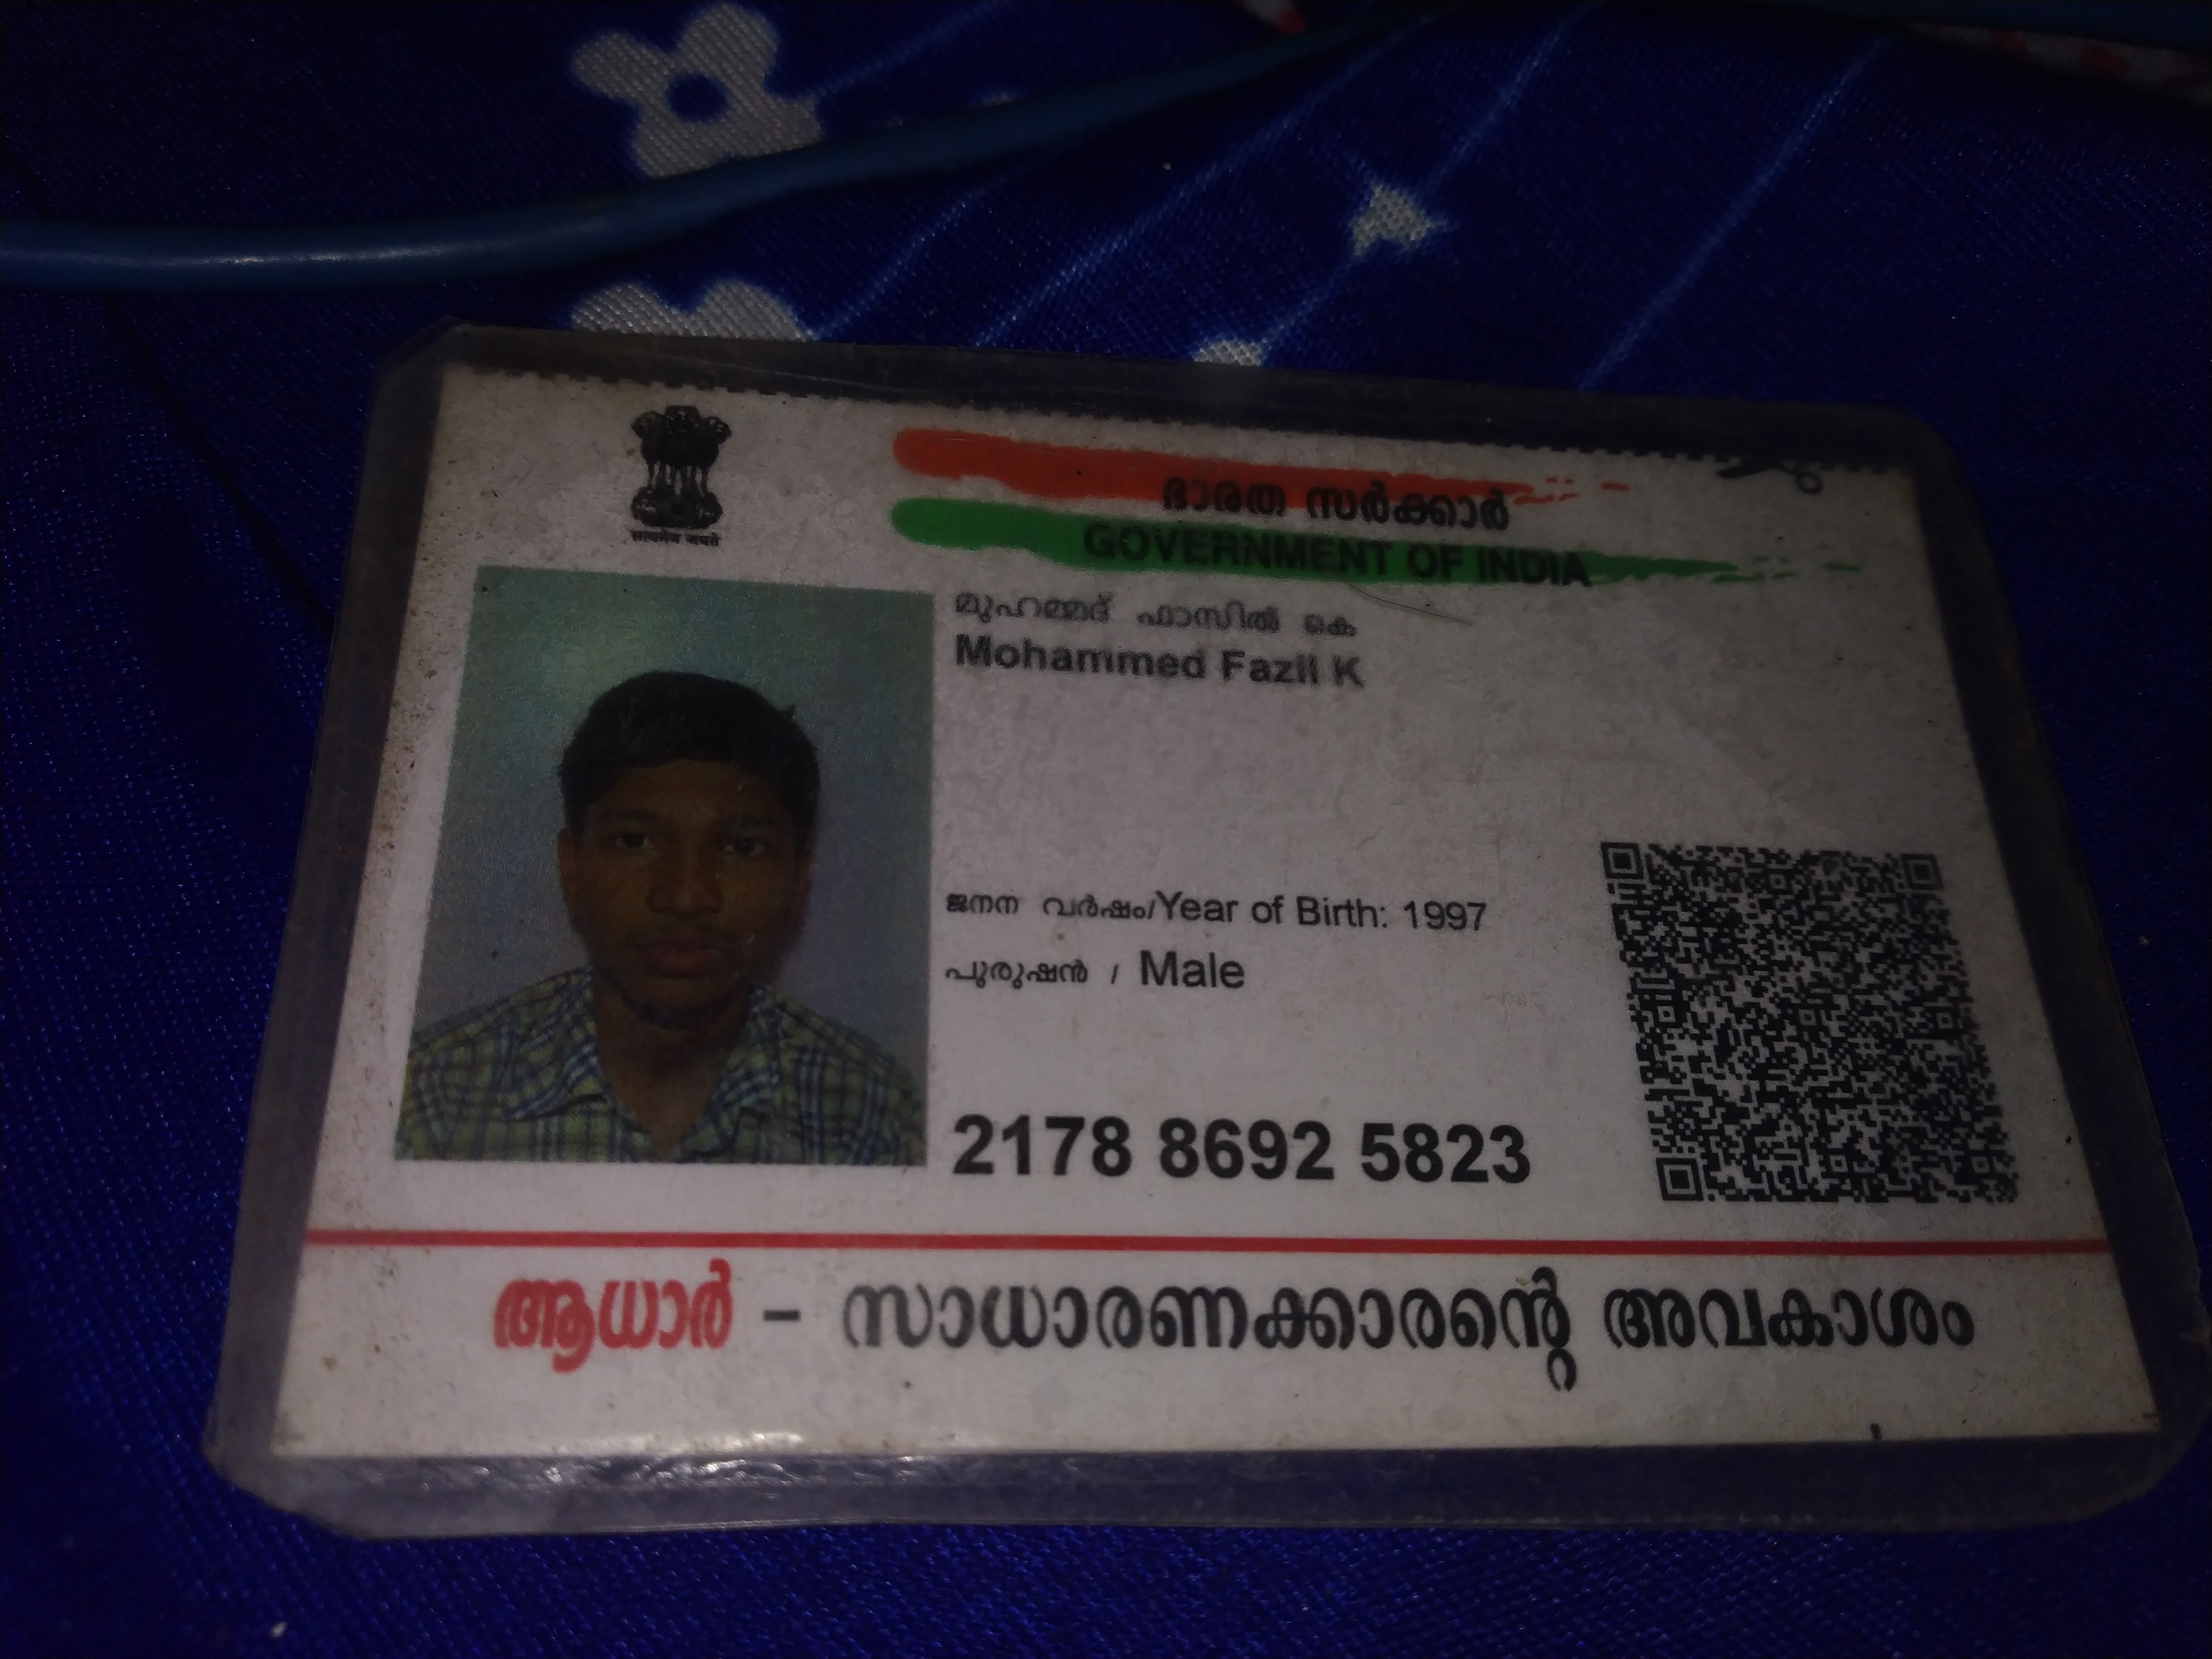 सत्यमेव जयते
ഭാരത സർക്കാർ
GOVERNMENT OF INDIA
മുഹമ്മദ് ഫാസിൽ കെ
Mohammed Fazil K
ജനന വർഷം/Year of Birth: 1997
പുരുഷൻ / Male
2178 8692 5823
ആധാർ - സാധാരണക്കാരന്റെ അവകാശം